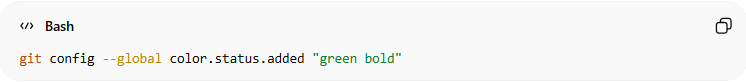 Bash
git config --global color.status.added "green bold"